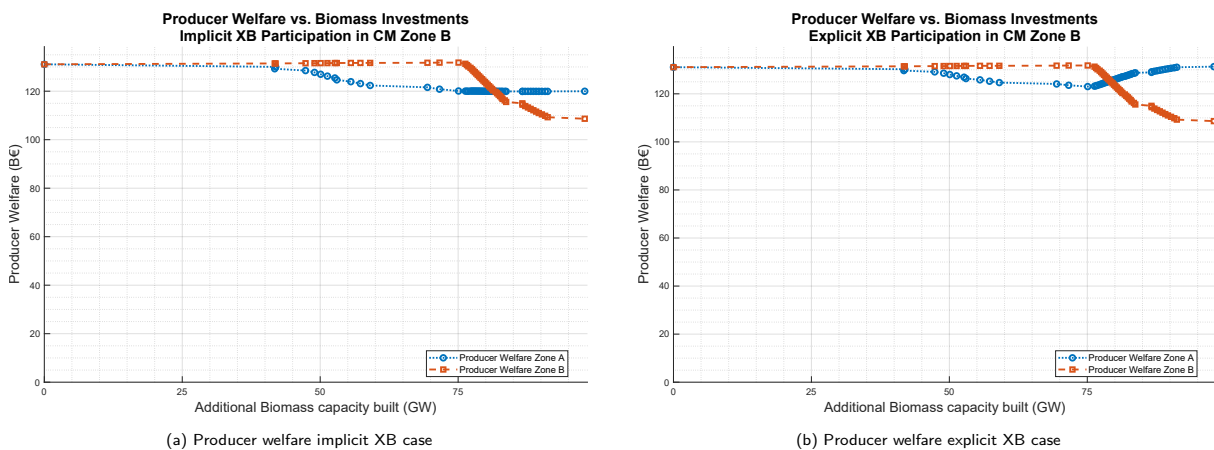 Producer Welfare vs. Biomass Investments
Implicit XB Participation in CM Zone B
Producer Welfare (B€)
120
100
80
60
40
20
0
0
25
50
75
Additional Biomass capacity built (GW)
Producer Welfare Zone A
Producer Welfare Zone B
(a) Producer welfare implicit XB case
Producer Welfare vs. Biomass Investments
Explicit XB Participation in CM Zone B
Producer Welfare (B€)
120
100
80
60
40
20
0
0
25
50
75
Additional Biomass capacity built (GW)
Producer Welfare Zone A
Producer Welfare Zone B
(b) Producer welfare explicit XB case